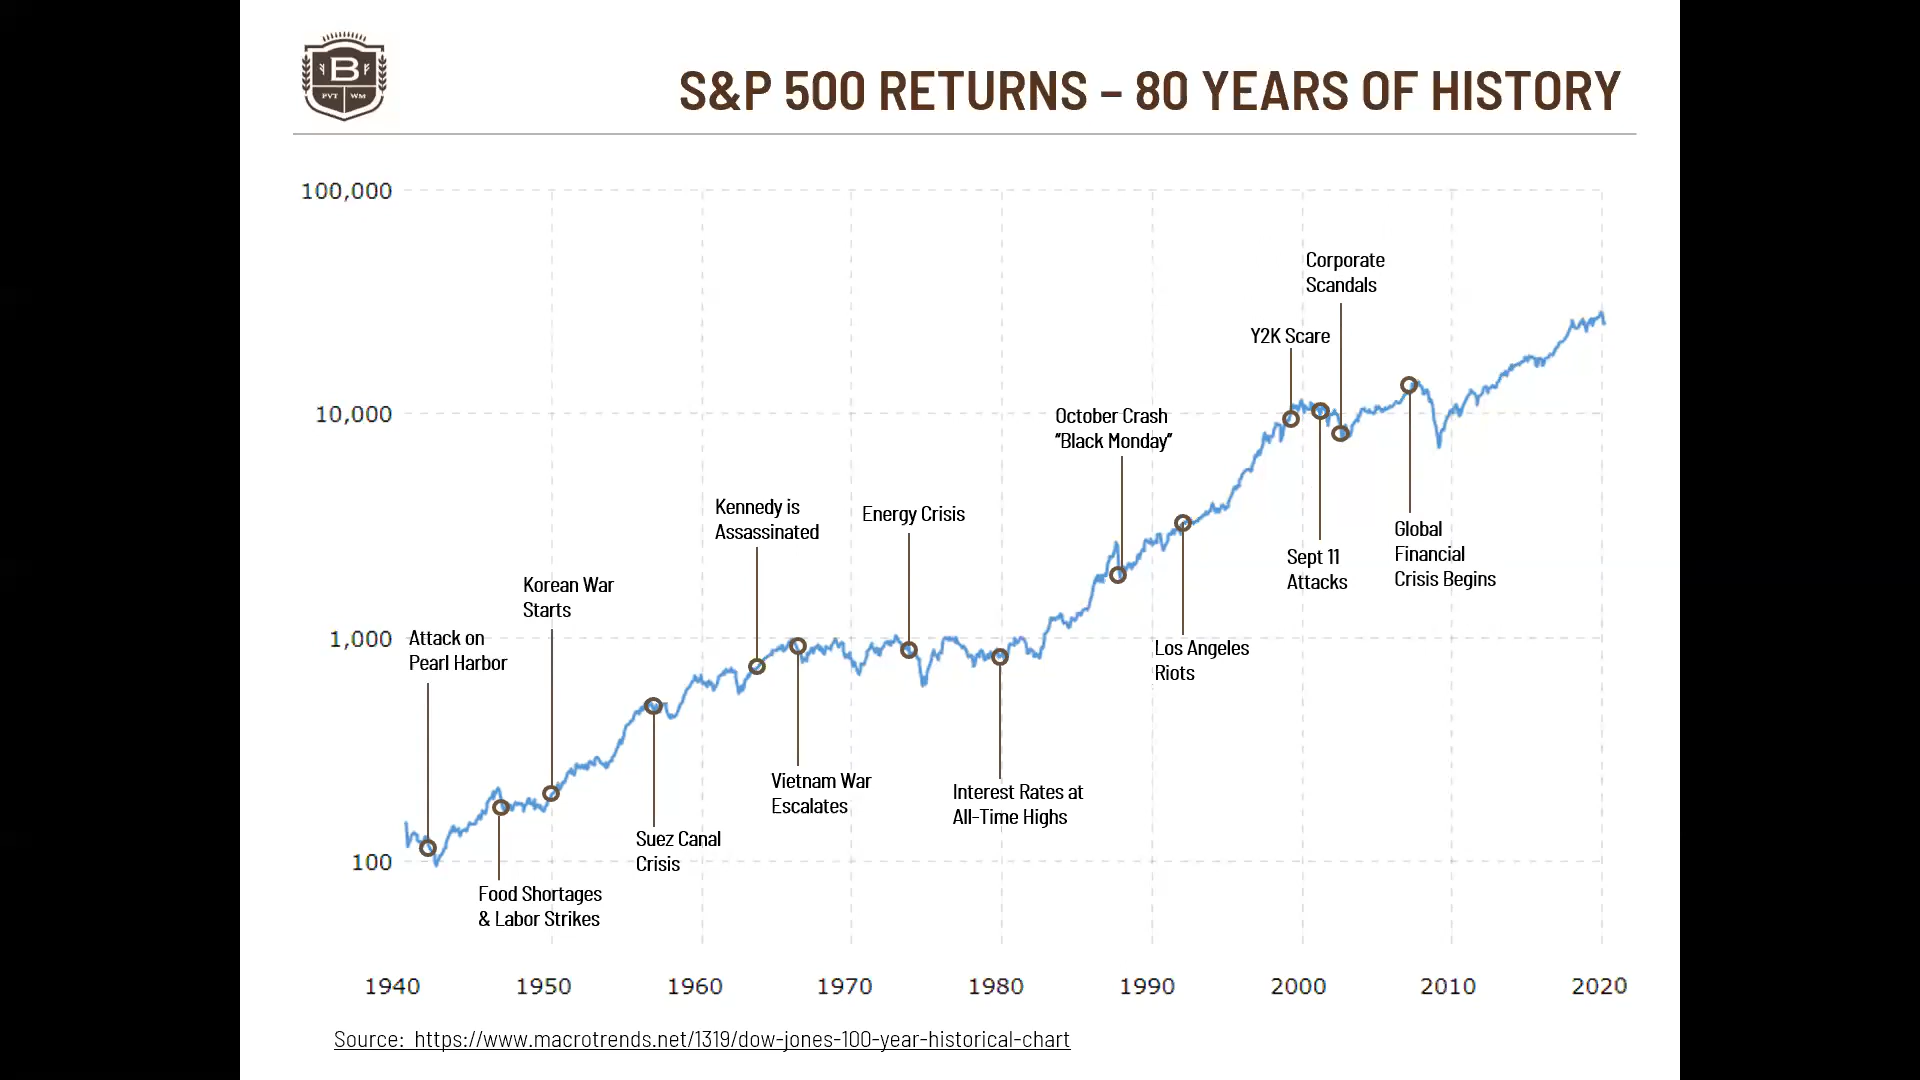 B
PVT WM
S&P 500 RETURNS – 80 YEARS OF HISTORY
100,000
10,000
1,000
100
Attack on
Pearl Harbor
Food Shortages
& Labor Strikes
Korean War
Starts
Suez Canal
Crisis
Kennedy is
Assassinated
Vietnam War
Escalates
Energy Crisis
Interest Rates at
All-Time Highs
October Crash
“Black Monday”
Los Angeles
Riots
Y2K Scare
Sept 11
Attacks
Corporate
Scandals
Global
Financial
Crisis Begins
1940 1950 1960 1970 1980 1990 2000 2010 2020
Source: https://www.macrotrends.net/1319/dow-jones-100-year-historical-chart